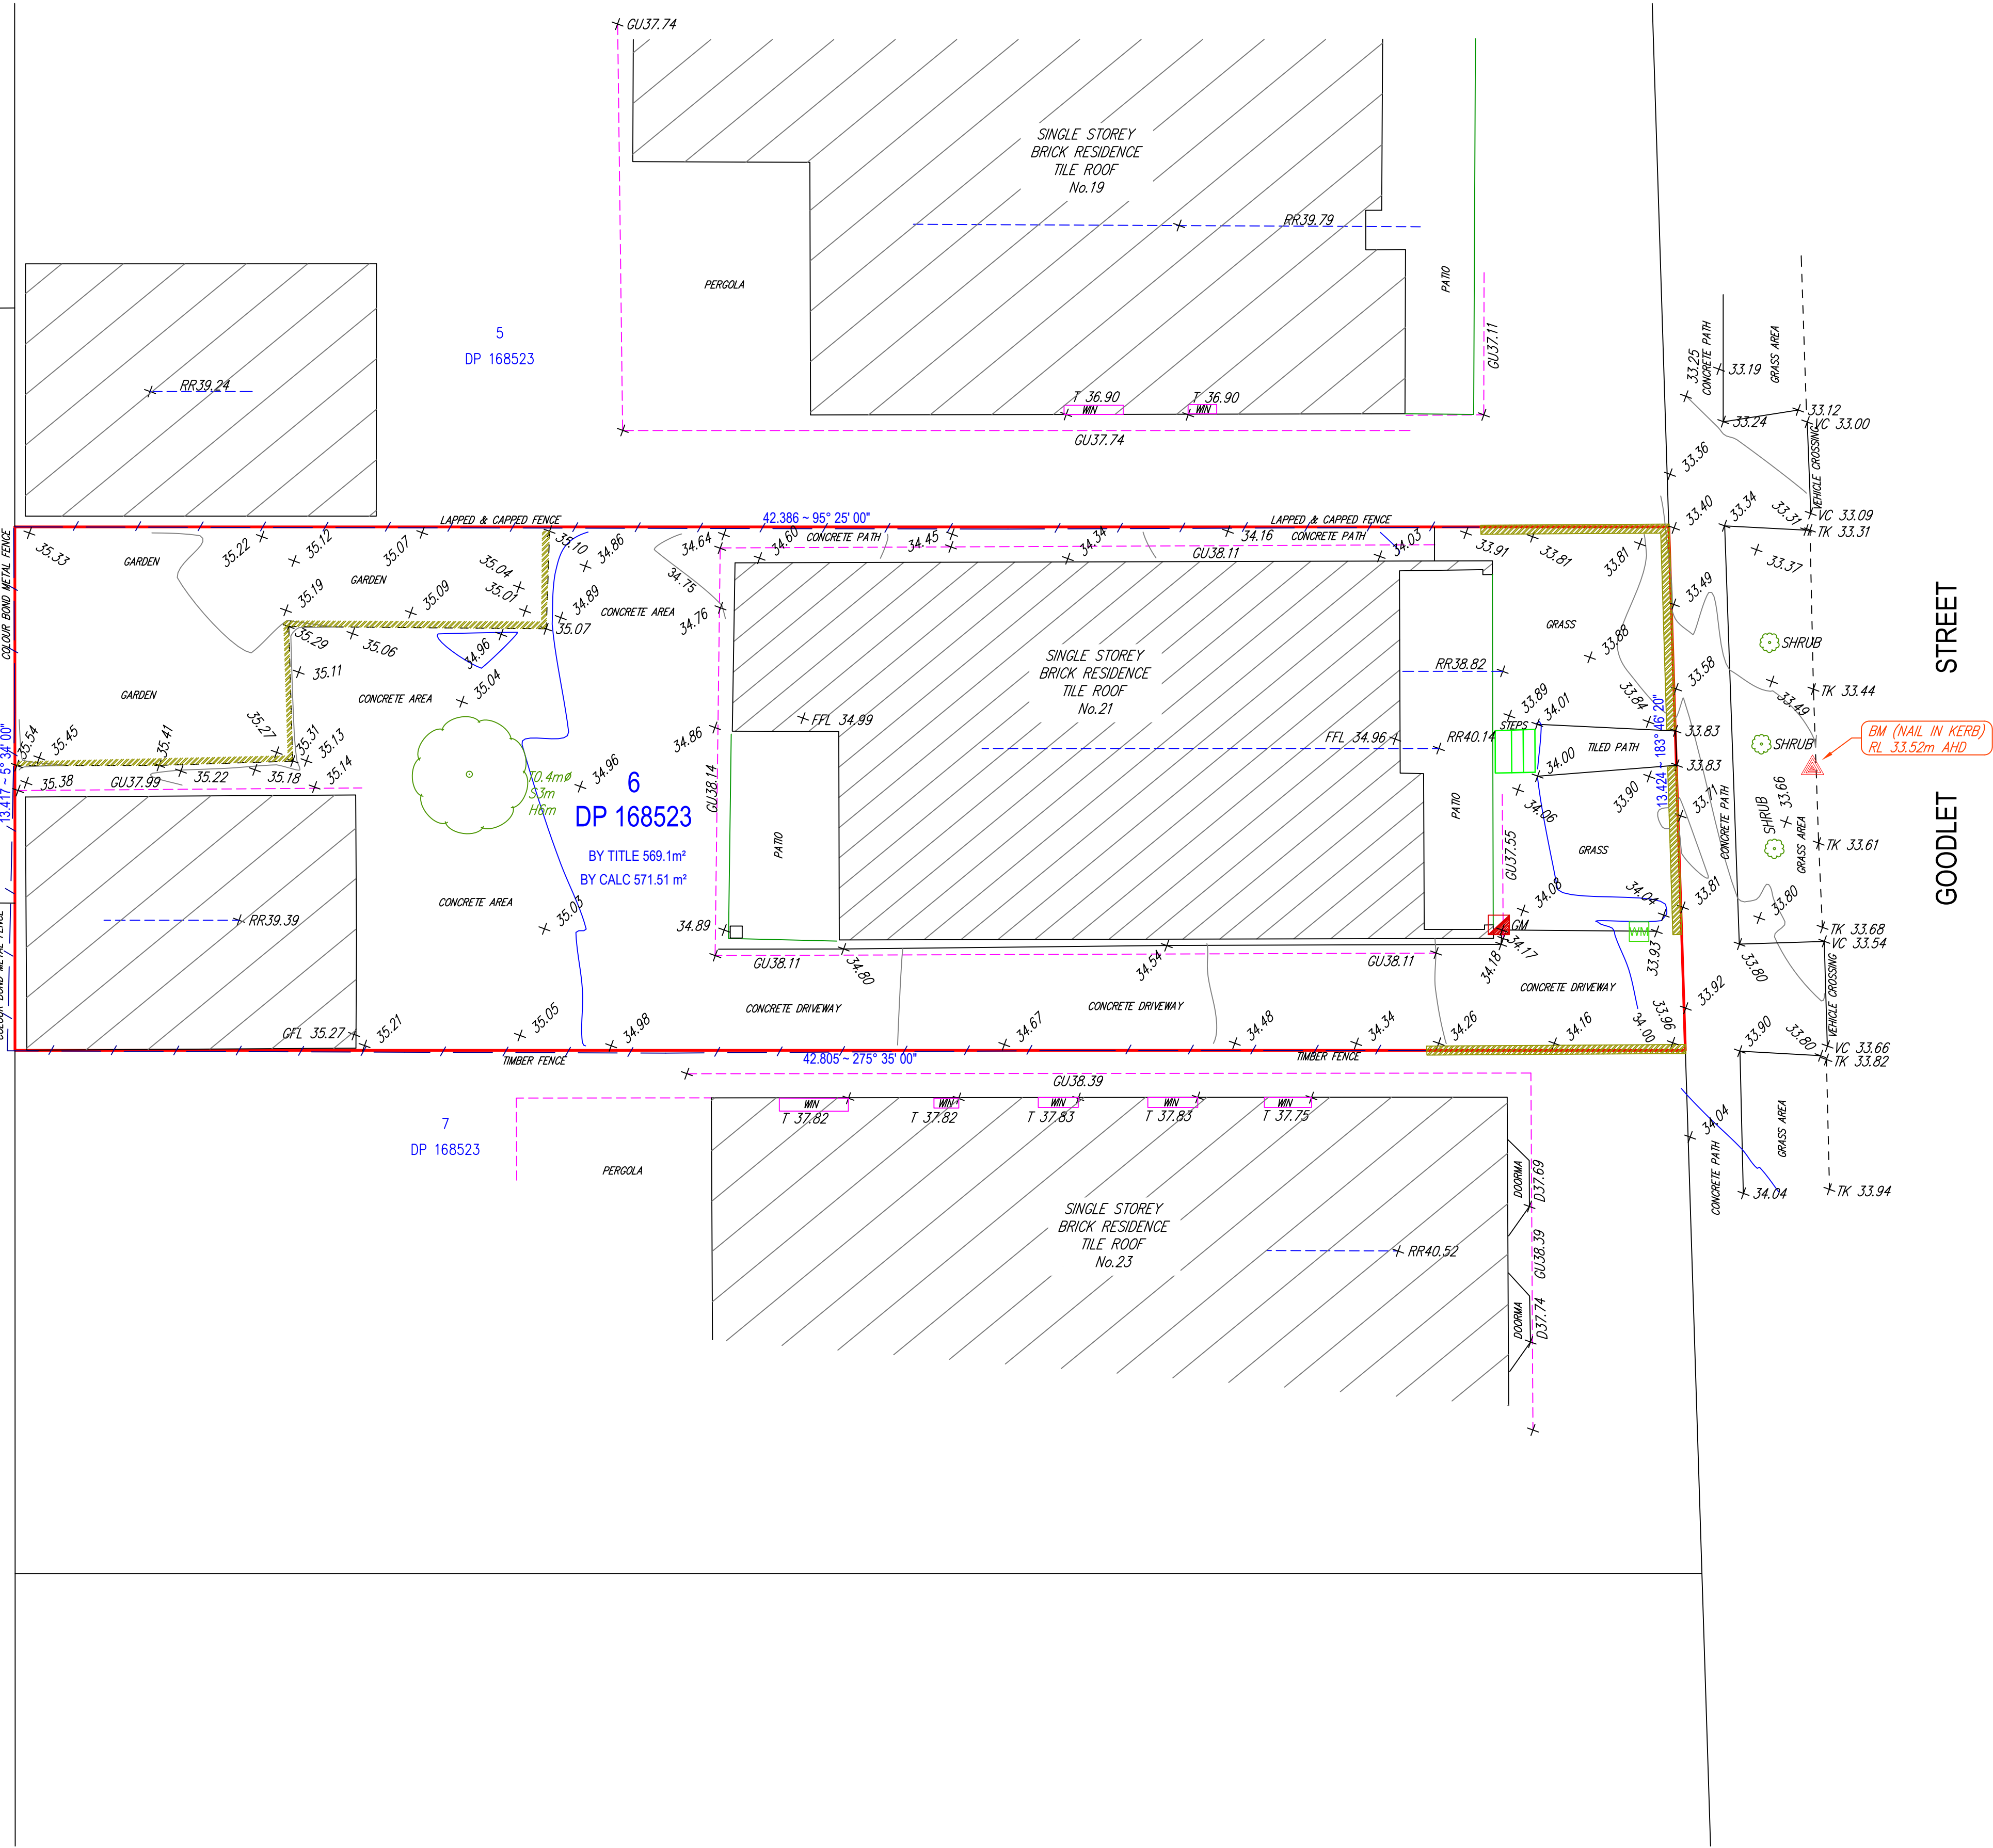 GU37.74
SINGLE STOREY
BRICK RESIDENCE
TILE ROOF
No.19
RR39.79
PERGOLA
PATIO
GU37.11
5
DP 168523
RR39.24
T 36.90
WIN
T 36.90
WIN
GU37.74
33.25
CONCRETE PATH
33.19
GRASS AREA
33.12
33.24
VC 33.00
VEHICLE CROSSING
33.36
33.40
33.34
33.31
VC 33.09
TK 33.31
33.37
COLOUR BOND METAL FENCE
LAPPED & CAPPED FENCE
42.386 ~ 95° 25' 00"
LAPPED & CAPPED FENCE
35.33
GARDEN
35.22
35.12
35.07
35.10
34.86
34.64
34.60
CONCRETE PATH
34.45
34.34
34.16
CONCRETE PATH
34.03
GU38.11
33.91
33.81
33.81
GARDEN
35.04
35.19
35.09
35.01
34.89
CONCRETE AREA
34.75
34.76
35.07
35.29
35.06
34.96
35.11
35.04
GARDEN
CONCRETE AREA
33.49
GRASS
33.88
SHRUB
33.58
TK 33.44
33.49
SINGLE STOREY
BRICK RESIDENCE
TILE ROOF
No.21
RR38.82
33.89
34.01
33.84
STEPS
FFL 34.99
FFL 34.96
RR40.14
TILED PATH
33.83
33.83
13.424 ~ 183° 46' 20"
SHRUB
BM (NAIL IN KERB)
RL 33.52m AHD
STREET
GOODLET
13.417 ~ 5° 34' 00"
35.54
35.45
35.41
35.27
35.31
35.13
35.38
GU37.99
35.22
35.18
35.14
34.86
34.96
GU38.14
6
DP 168523
BY TITLE 569.1m²
BY CALC 571.51 m²
T0.4mø
S3m
H6m
34.00
34.06
33.90
33.71
CONCRETE PATH
SHRUB
33.66
GRASS AREA
TK 33.61
PATIO
PATIO
GU37.55
GRASS
34.08
34.04
33.81
33.80
TK 33.68
VC 33.54
CONCRETE AREA
35.03
34.89
RR39.39
GM
34.17
34.18
WM
33.93
33.80
GU38.11
34.80
34.54
GU38.11
COLOUR BOND METAL FENCE
CONCRETE DRIVEWAY
CONCRETE DRIVEWAY
CONCRETE DRIVEWAY
33.92
VEHICLE CROSSING
GFL 35.27
35.21
35.05
34.98
34.67
34.48
34.34
34.26
34.16
34.00
33.96
33.90
33.80
VC 33.66
TK 33.82
TIMBER FENCE
42.805 ~ 275° 35' 00"
TIMBER FENCE
GU38.39
WIN
T 37.82
WIN
T 37.82
WIN
T 37.83
WIN
T 37.83
WIN
T 37.75
7
DP 168523
PERGOLA
34.04
CONCRETE PATH
GRASS AREA
34.04
TK 33.94
SINGLE STOREY
BRICK RESIDENCE
TILE ROOF
No.23
RR40.52
DOORMA
D37.69
GU38.39
DOORMA
D37.74